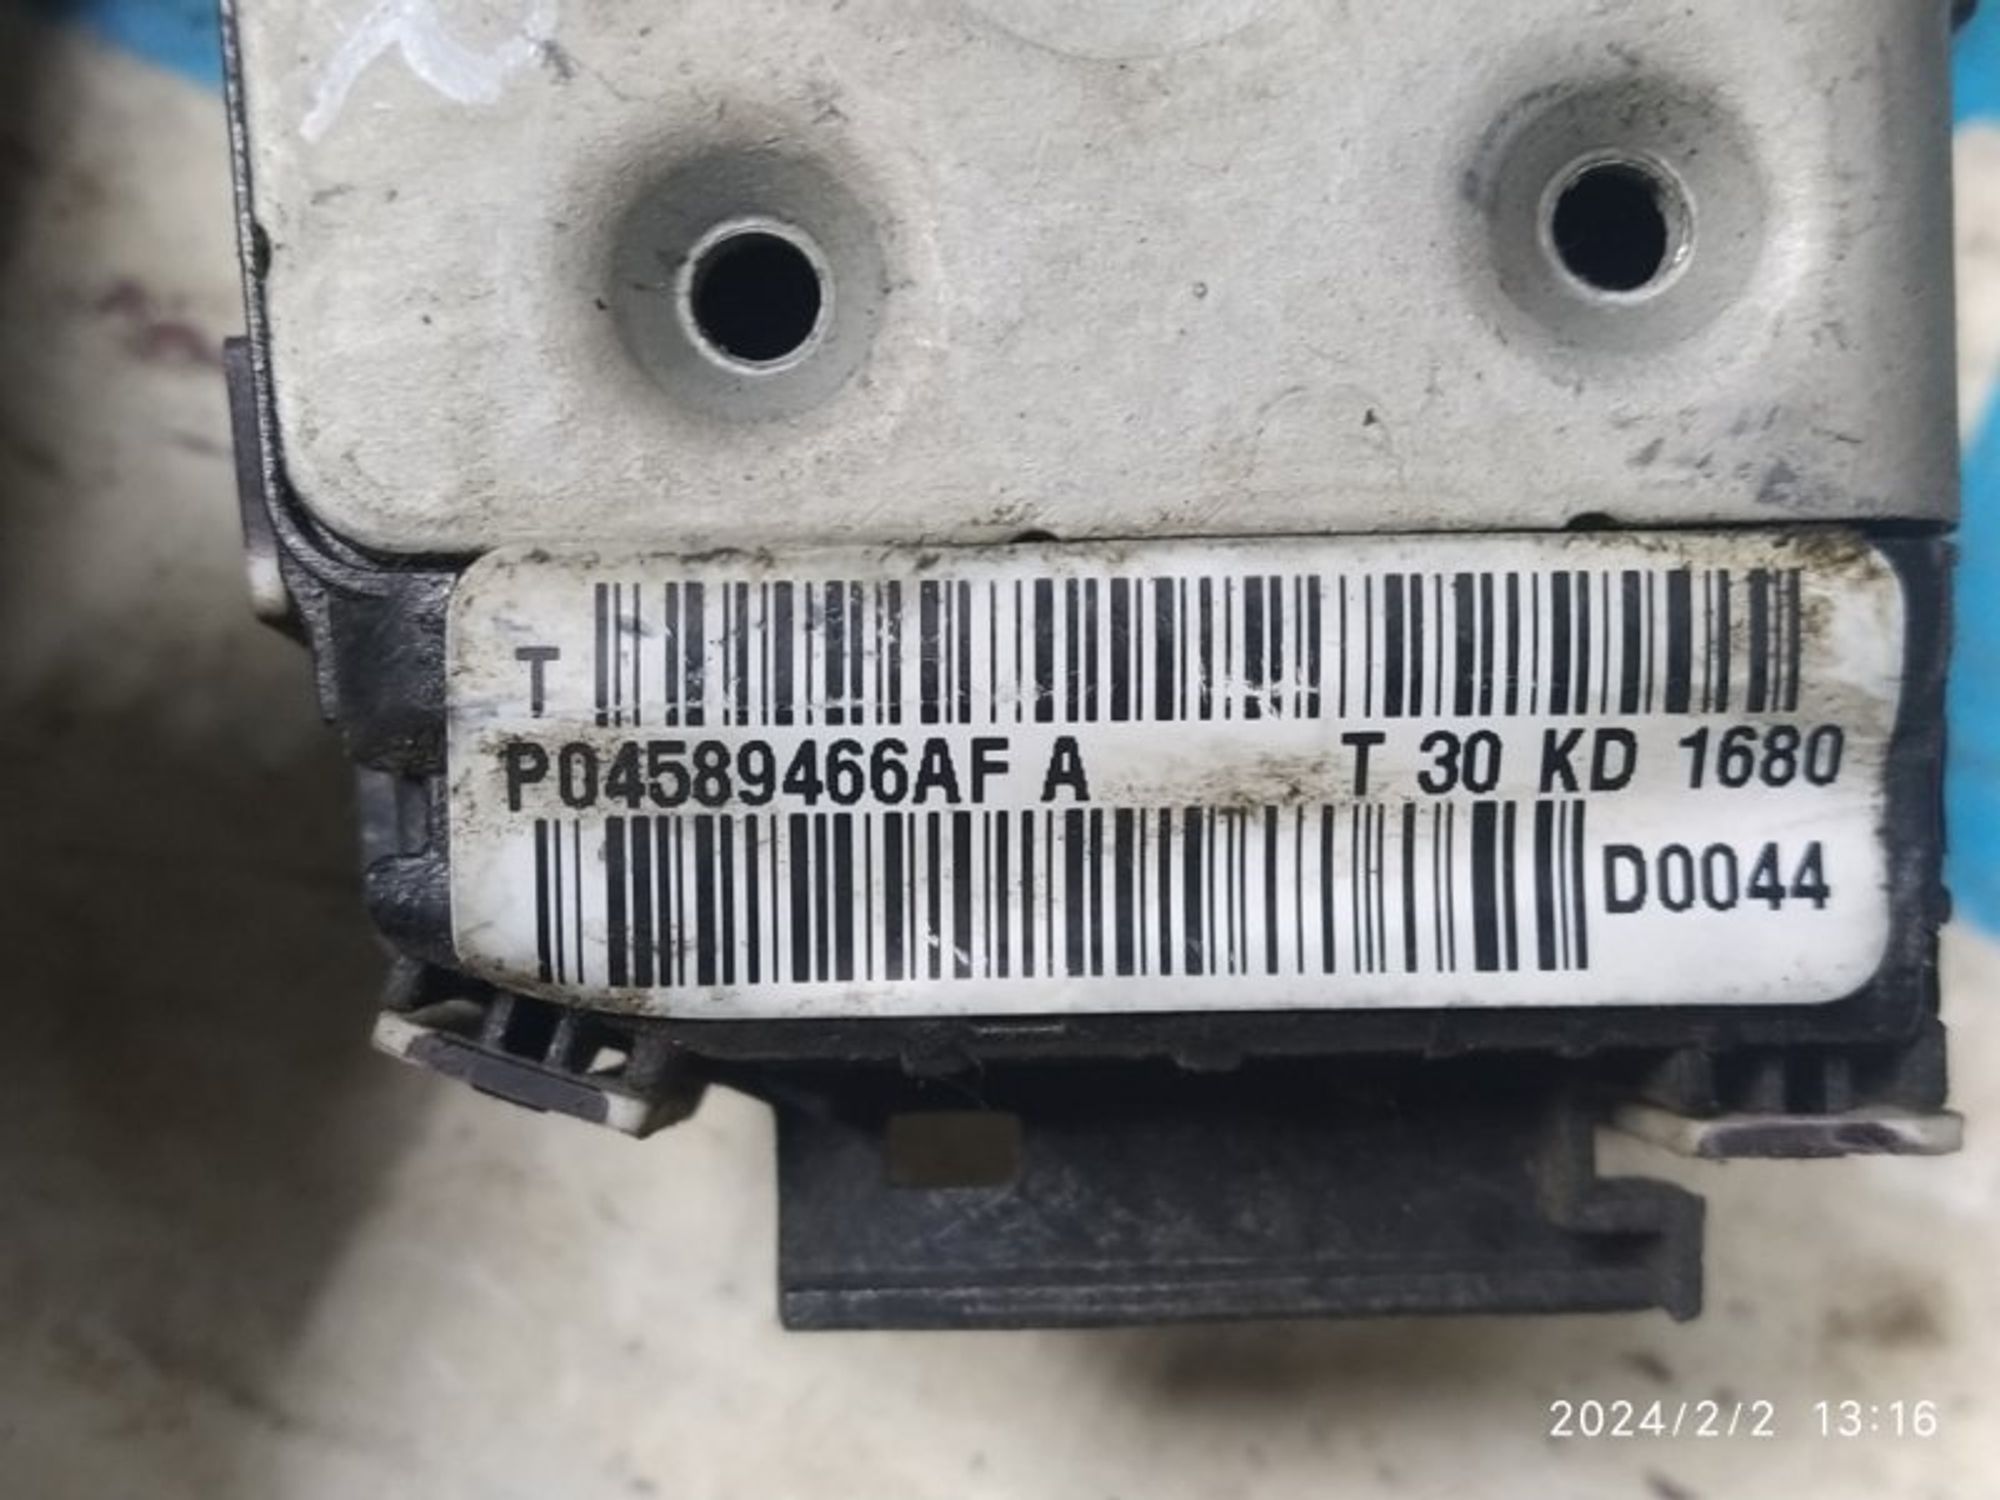 T
P04589466AF A T 30 KD 1680
D0044
2024/2/2 13:16